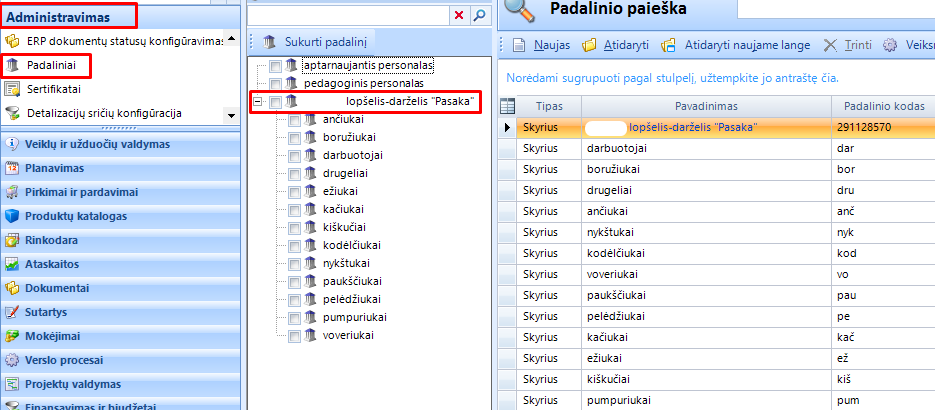 Administravimas
ERP dokumentų statusų konfigūravimas
Padaliniai
Sertifikatai
Detalizacijų sričių konfigūracija
Veiklų ir užduočių valdymas
Planavimas
Pirkimai ir pardavimai
Produktų katalogas
Rinkodara
Ataskaitos
Dokumentai
Sutartys
Mokėjimai
Verslo procesai
Projektų valdymas
Finansavimas ir biudžetai
Sukurti padalinį
aptarnaujantis personalas
pedagoginis personalas
lopšelis-darželis "Pasaka"
ančiukai
boružiukai
darbuotojai
drugeliai
ežiukai
kačiukai
kiškučiai
kodėlčiukai
nykštukai
paukščiukai
pelėdžiukai
pumpuriukai
voveriukai
Padalinio paieška
Naujas Atidaryti Atidaryti naujame lange Trinti Veiksm
Norėdami sugrupuoti pagal stulpelį, užtempkite jo antraštę čia.
Tipas Pavadinimas Padalinio kodas
Skyrius lopšelis-darželis "Pasaka" 291128570
Skyrius darbuotojai dar
Skyrius boružiukai bor
Skyrius drugeliai dru
Skyrius ančiukai anč
Skyrius nykštukai nyk
Skyrius kodėlčiukai kod
Skyrius voveriukai vo
Skyrius paukščiukai pau
Skyrius pelėdžiukai pe
Skyrius kačiukai kač
Skyrius ežiukai ež
Skyrius kiškučiai kiš
Skyrius pumpuriukai pum